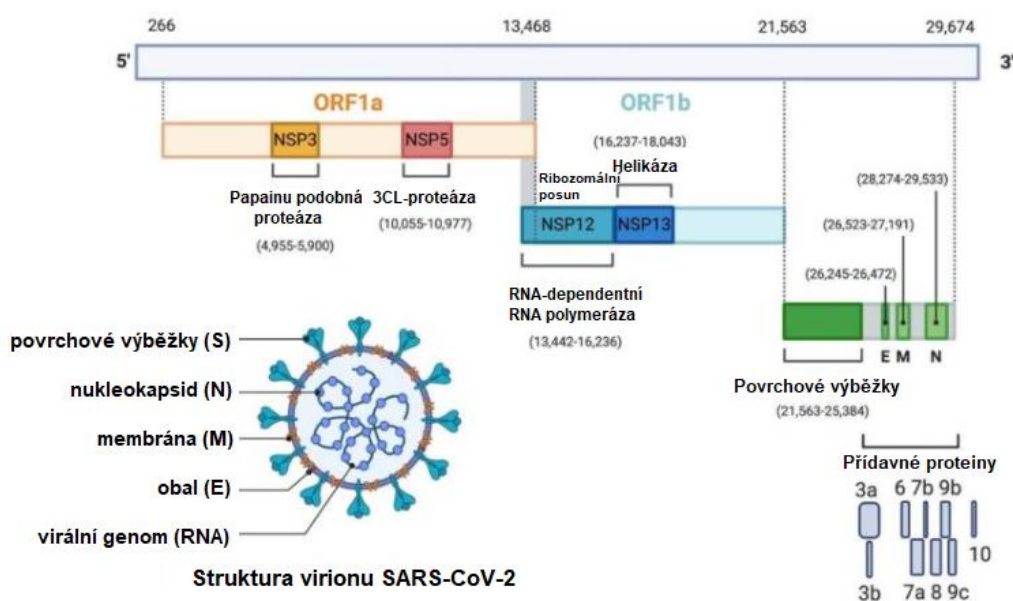 266
13,468
21,563
29,674
5'
3'
ORF1a
ORF1b
NSP3
NSP5
(16,237-18,043)
Helikáza
Papainu podobná
proteáza
(4,955-5,900)
3CL-proteáza
(10,055-10,977)
Ribozomální
posun
NSP12
NSP13
(28,274-29,533)
(26,523-27,191)
(26,245-26,472)
RNA-dependentní
RNA polymeráza
(13,442-16,236)
E M N
Povrchové výběžky
(21,563-25,384)
povrchové výběžky (S)
nukleokapsid (N)
membrána (M)
obal (E)
virální genom (RNA)
Struktura virionu SARS-CoV-2
Přídavné proteiny
3a 6 7b 9b
10
3b 7a 8 9c